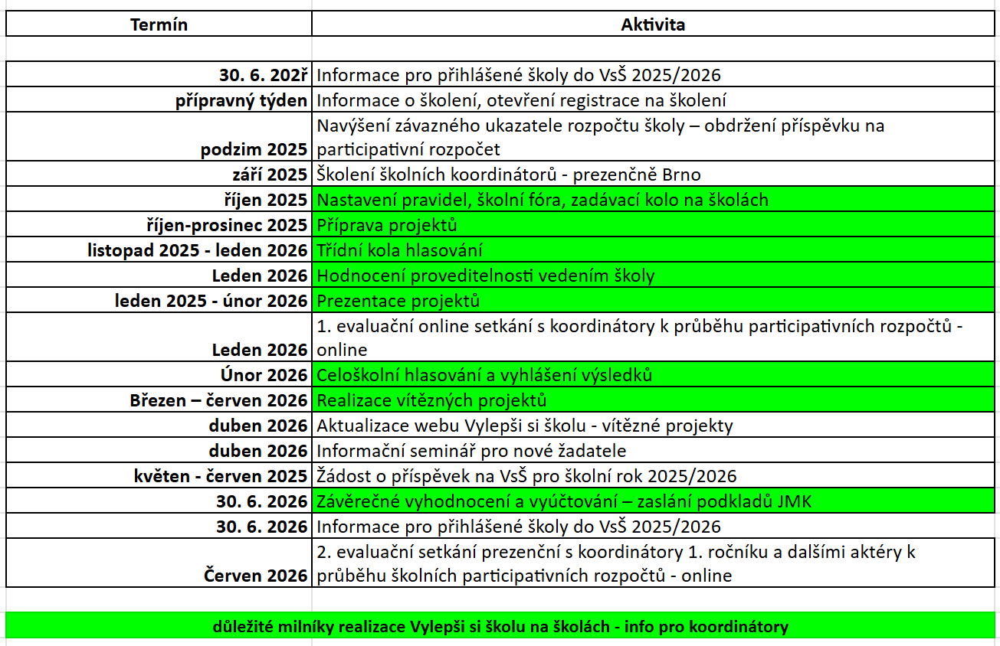 Termín Aktivita
30. 6. 202ř Informace pro přihlášené školy do VsŠ 2025/2026
přípravný týden Informace o školení, otevření registrace na školení
Navýšení závazného ukazatele rozpočtu školy – obdržení příspěvku na
podzim 2025 participativní rozpočet
září 2025 Školení školních koordinátorů - prezenčně Brno
říjen 2025 Nastavení pravidel, školní fóra, zadávací kolo na školách
říjen-prosinec 2025 Příprava projektů
listopad 2025 - leden 2026 Třídní kola hlasování
Leden 2026 Hodnocení proveditelnosti vedením školy
leden 2025 - únor 2026 Prezentace projektů
1. evaluační online setkání s koordinátory k průběhu participativních rozpočtů -
Leden 2026 online
Únor 2026 Celoškolní hlasování a vyhlášení výsledků
Březen – červen 2026 Realizace vítězných projektů
duben 2026 Aktualizace webu Vylepši si školu - vítězné projekty
duben 2026 Informační seminář pro nové žadatele
květen - červen 2025 Žádost o příspěvek na VsŠ pro školní rok 2025/2026
30. 6. 2026 Závěrečné vyhodnocení a vyúčtování – zaslání podkladů JMK
30. 6. 2026 Informace pro přihlášené školy do VsŠ 2025/2026
2. evaluační setkání prezenční s koordinátory 1. ročníku a dalšími aktéry k
Červen 2026 průběhu školních participativních rozpočtů - online
důležité milníky realizace Vylepši si školu na školách - info pro koordinátory